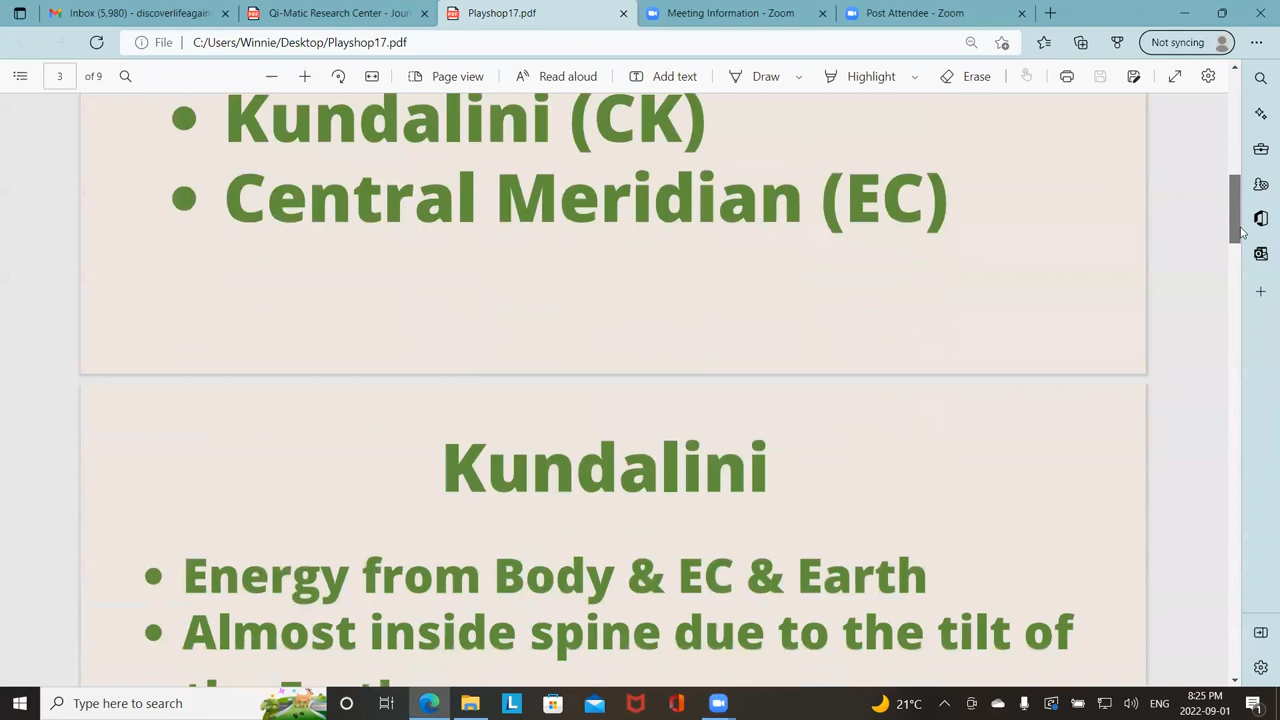 Inbox (5,980) - discoverlifeagain
Qi-Matic Research Center - Jour
Playshop17.pdf
Meeting Information - Zoom
Post Attendee - Zoom
File
C:/Users/Winnie/Desktop/Playshop17.pdf
Not syncing
3
of 9
Page view
Read aloud
Add text
Draw
Highlight
Erase
• Kundalini (CK)
• Central Meridian (EC)
Kundalini
• Energy from Body & EC & Earth
• Almost inside spine due to the tilt of
the Earth
Type here to search
21°C
8:25 PM
2022-09-01